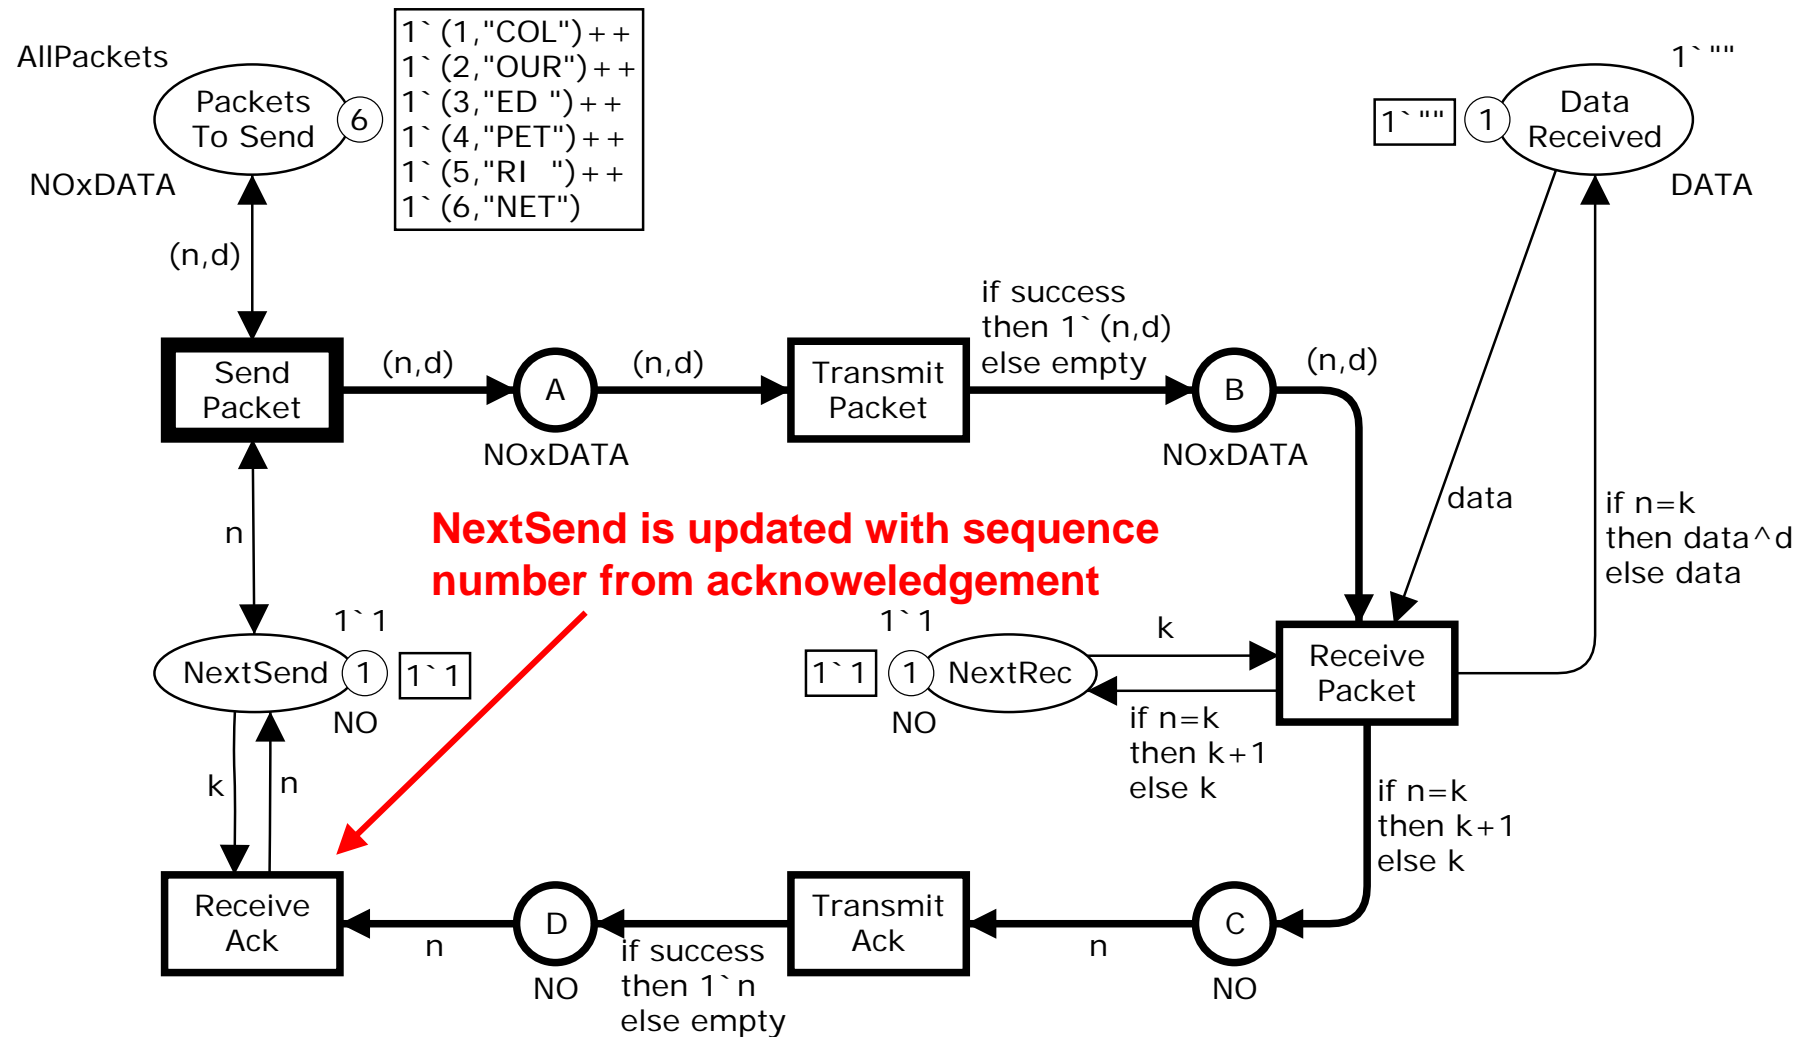 AllPackets
Packets
To Send
6
1`(1,"COL")++
1`(2,"OUR")++
1`(3,"ED ")++
1`(4,"PET")++
1`(5,"RI  ")++
1`(6,"NET")
NOxDATA
1`""
1`""
1
Data
Received
DATA
(n,d)
Send
Packet
(n,d)
A
NOxDATA
(n,d)
Transmit
Packet
if success
then 1`(n,d)
else empty
B
NOxDATA
(n,d)
data
if n=k
then data^d
else data
n
NextSend is updated with sequence
number from acknoweledgement
1`1
NextSend
1
1`1
NO
1`1
1`1
1
NextRec
NO
k
if n=k
then k+1
else k
Receive
Packet
if n=k
then k+1
else k
k
n
Receive
Ack
n
D
NO
if success
then 1`n
else empty
Transmit
Ack
n
C
NO